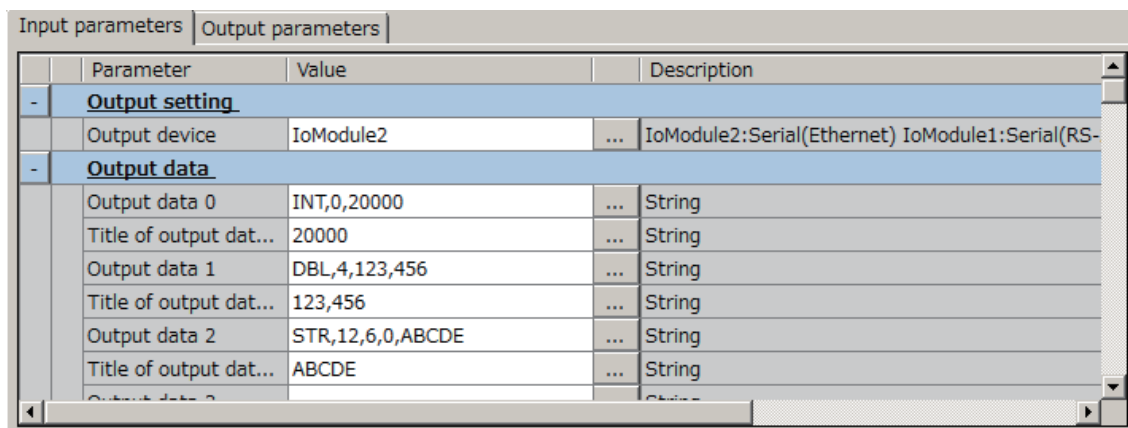 Input parameters Output parameters
Parameter Value Description
- Output setting
Output device IoModule2 ... IoModule2:Serial(Ethernet) IoModule1:Serial(RS-
- Output data
Output data 0 INT,0,20000 ... String
Title of output dat... 20000 ... String
Output data 1 DBL,4,123,456 ... String
Title of output dat... 123,456 ... String
Output data 2 STR,12,6,0,ABCDE ... String
Title of output dat... ABCDE ... String